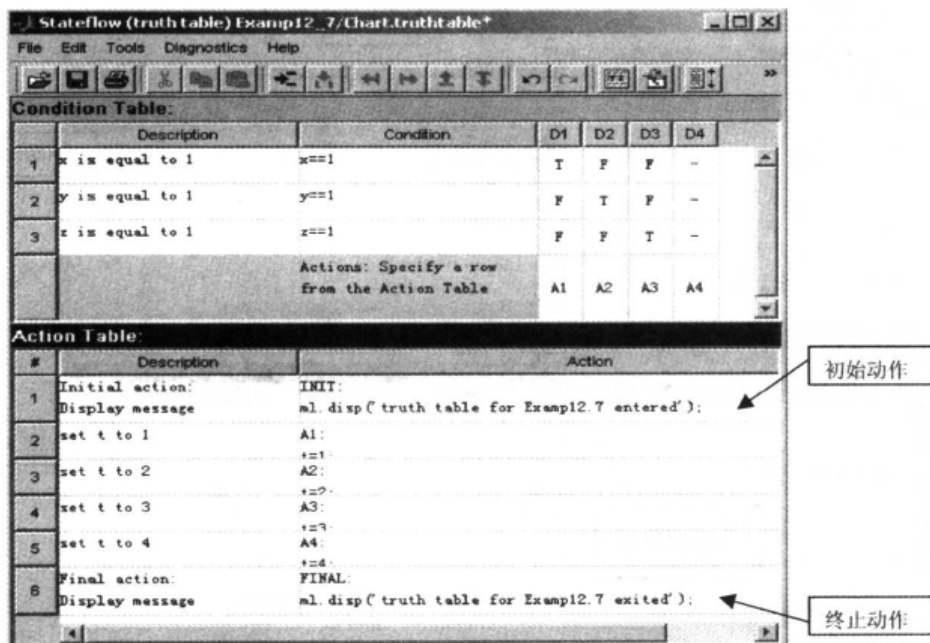 Stateflow (truth table) Examp12_7/Chart.truthtable*
File Edit Tools Diagnostics Help
Condition Table:
Description Condition D1 D2 D3 D4
1 x is equal to 1 x==1 T F F -
2 y is equal to 1 y==1 F T F -
3 z is equal to 1 z==1 F F T -
Actions: Specify a row
from the Action Table A1 A2 A3 A4
Action Table:
# Description Action
1 Initial action: INIT:
Display message ml.disp('truth table for Examp12.7 entered');
初始动作
2 set t to 1 A1:
t=1;
3 set t to 2 A2:
t=2;
4 set t to 3 A3:
t=3;
5 set t to 4 A4:
t=4;
6 Final action: FINAL:
Display message ml.disp('truth table for Examp12.7 exited');
终止动作